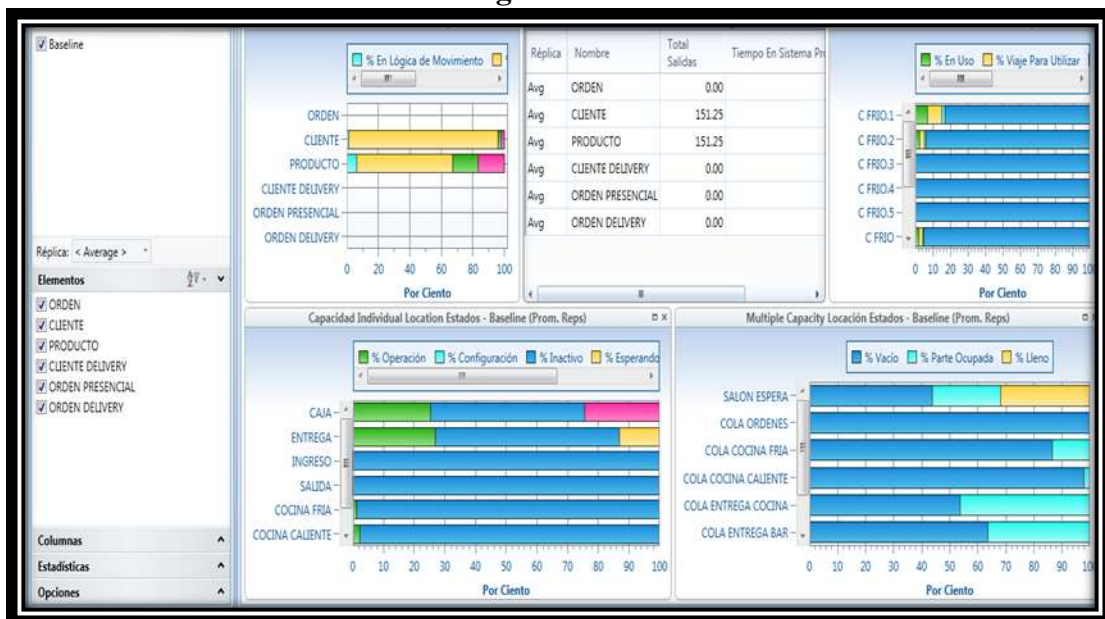 Baseline
Réplica: < Average >
Elementos
ORDEN
CLIENTE
PRODUCTO
CLIENTE DELIVERY
ORDEN PRESENCIAL
ORDEN DELIVERY
Columnas
Estadísticas
Opciones
% En Lógica de Movimiento
ORDEN
CLIENTE
PRODUCTO
CLIENTE DELIVERY
ORDEN PRESENCIAL
ORDEN DELIVERY
0 20 40 60 80 100
Por Ciento
Réplica Nombre Total Salidas Tiempo En Sistema Pr
Avg ORDEN 0.00
Avg CLIENTE 151.25
Avg PRODUCTO 151.25
Avg CLIENTE DELIVERY 0.00
Avg ORDEN PRESENCIAL 0.00
Avg ORDEN DELIVERY 0.00
% En Uso % Viaje Para Utilizar
C FRIO.1
C FRIO.2
C FRIO.3
C FRIO.4
C FRIO.5
C FRIO
0 10 20 30 40 50 60 70 80 90 10
Por Ciento
Capacidad Individual Location Estados - Baseline (Prom. Reps)
% Operación % Configuración % Inactivo % Esperando
CAJA
ENTREGA
INGRESO
SALIDA
COCINA FRIA
COCINA CALIENTE
0 10 20 30 40 50 60 70 80 90 100
Por Ciento
Multiple Capacity Locación Estados - Baseline (Prom. Reps)
% Vacío % Parte Ocupada % Lleno
SALON ESPERA
COLA ORDENES
COLA COCINA FRIA
COLA COCINA CALIENTE
COLA ENTREGA COCINA
COLA ENTREGA BAR
0 10 20 30 40 50 60 70 80 90 10
Por Ciento